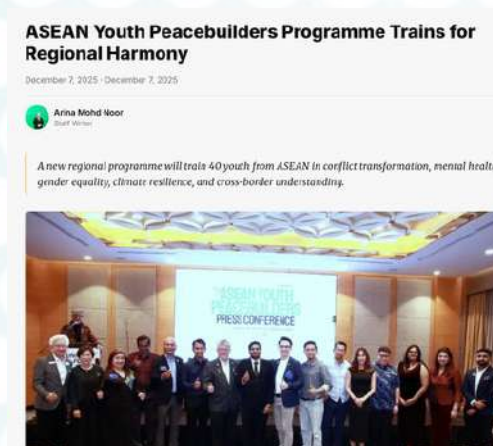 ASEAN Youth Peacebuilders Programme Trains for
Regional Harmony
December 7, 2025 · December 7, 2025
Arina Mohd Noor
Staff Writer
A new regional programme will train 40 youth from ASEAN in conflict transformation, mental healt
gender equality, climate resilience, and cross-border understanding.
ASEAN YOUTH
PEACEBUILDERS
PRESS CONFERENCE